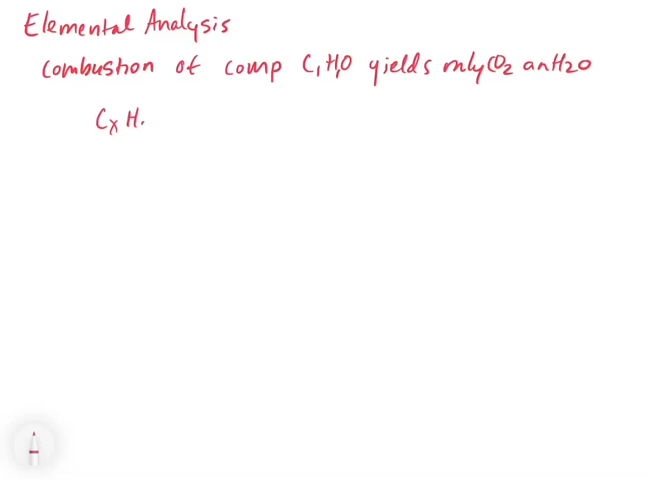 Elemental Analysis
combustion of comp C,H,O yields only CO2 an H2O
Cx H